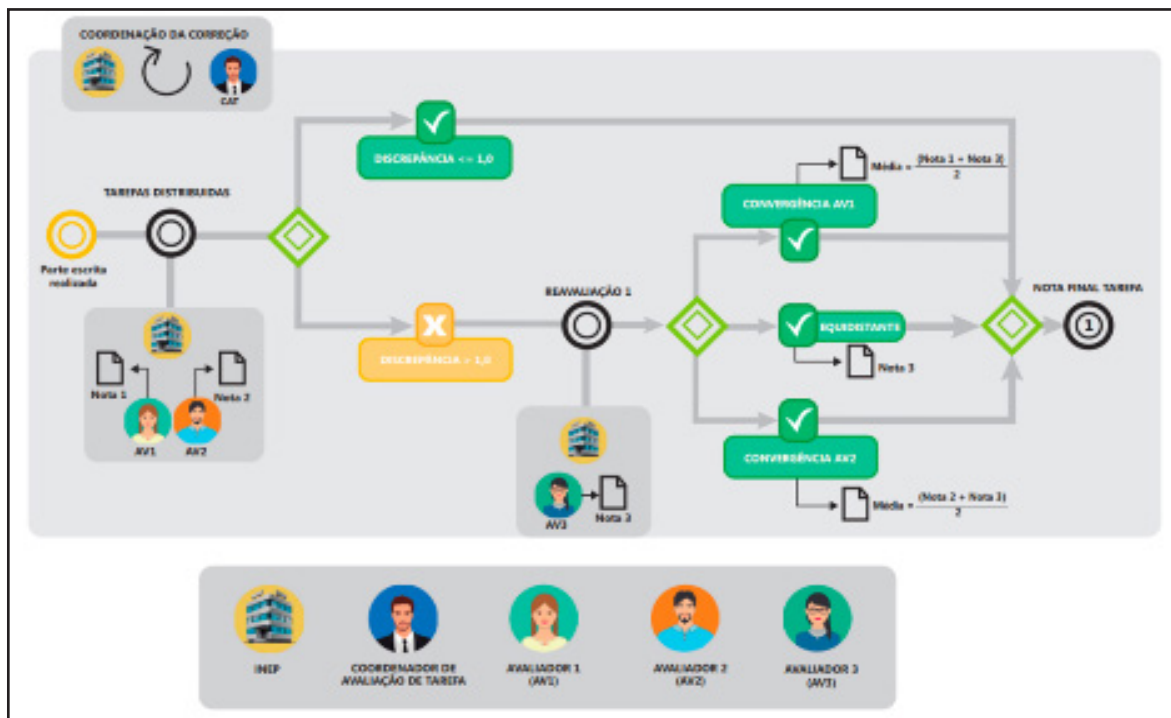 COORDENAÇÃO DA CORREÇÃO
CAT
TAREFAS DISTRIBUIDAS
Parte escrita
realizada
Nota 1
Nota 2
AV1
AV2
DISCREPÂNCIA <= 1,0
DISCREPÂNCIA > 1,0
REAVALIAÇÃO 1
AV3
Nota 3
CONVERGÊNCIA AV1
Média = (Nota 1 + Nota 3)
2
EQUIDISTANTE
Nota 3
CONVERGÊNCIA AV2
Média = (Nota 2 + Nota 3)
2
NOTA FINAL TAREFA
1
INEP
COORDENADOR DE
AVALIAÇÃO DE TAREFA
AVALIADOR 1
(AV1)
AVALIADOR 2
(AV2)
AVALIADOR 3
(AV3)